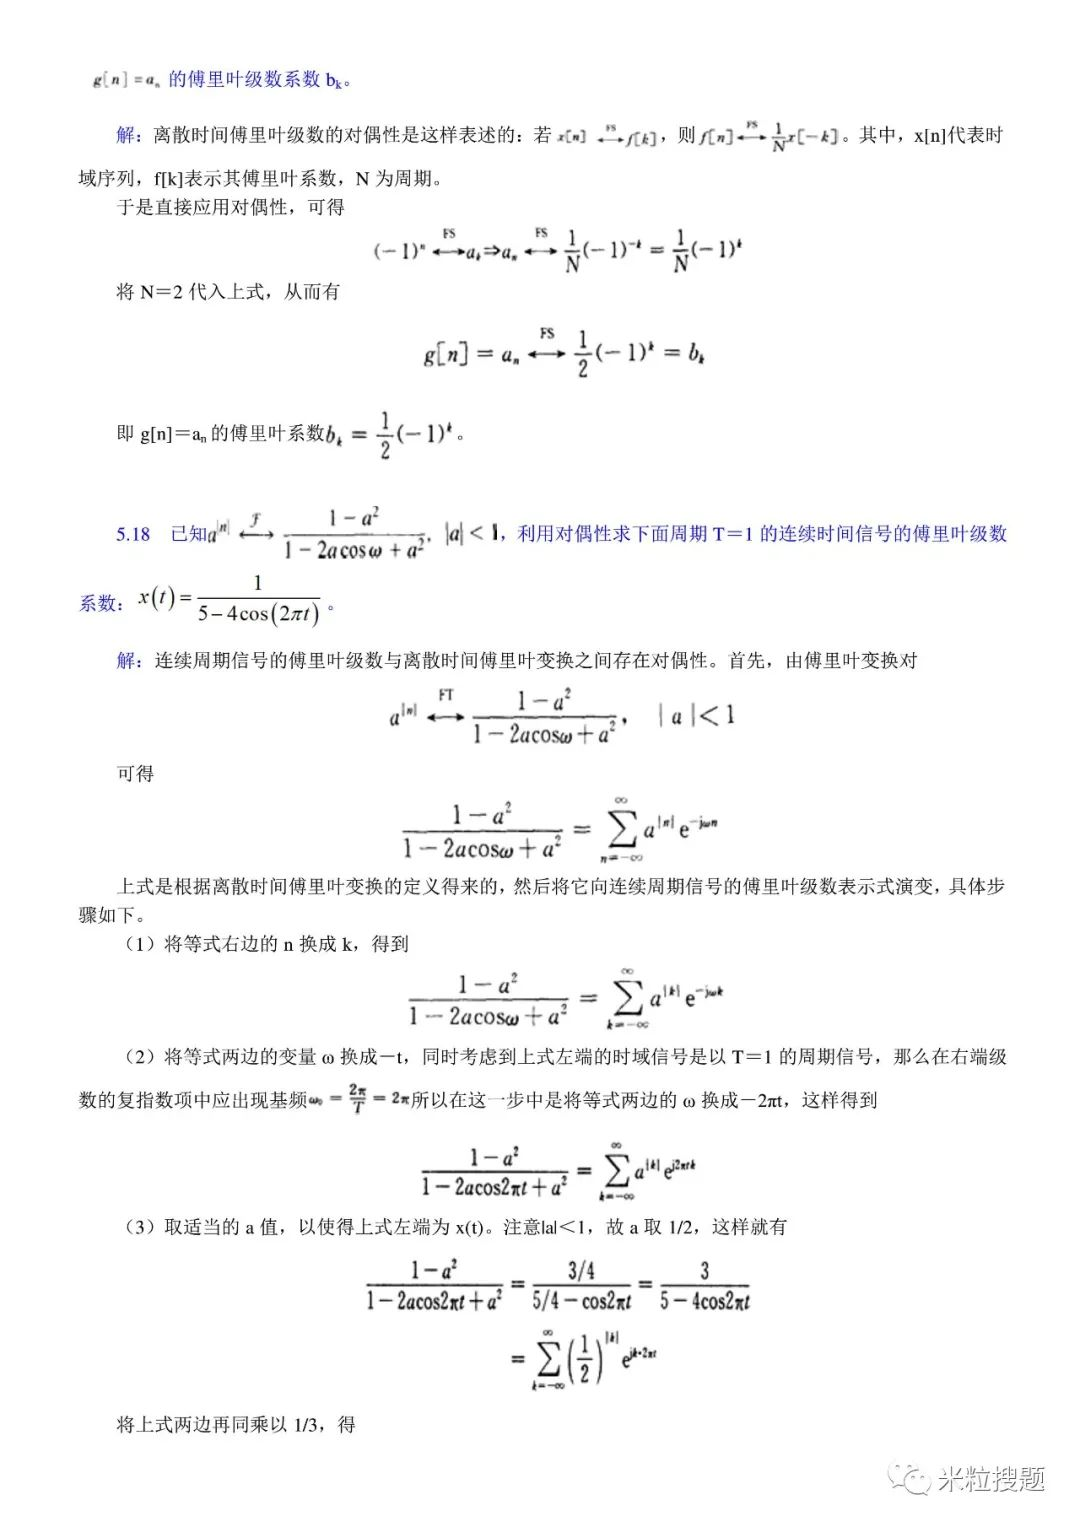 g[n]=aₙ 的傅里叶级数系数 bₖ。
解：离散时间傅里叶级数的对偶性是这样表述的：若 x[n] ←FS→ f[k]，则 f[n] ←FS→ 1/N x[−k]。其中，x[n]代表时
域序列，f[k]表示其傅里叶系数，N 为周期。
于是直接应用对偶性，可得
(−1)ⁿ ←FS→ aₖ ⇒ aₙ ←FS→ 1/N (−1)⁻ᵏ = 1/N (−1)ᵏ
将 N＝2 代入上式，从而有
g[n] = aₙ ←FS→ 1/2 (−1)ᵏ = bₖ
即 g[n]＝aₙ 的傅里叶系数 bₖ = 1/2 (−1)ᵏ。
5.18 已知 a^|n| ←F→ (1−a²)/(1−2acosω+a²), |a|<1，利用对偶性求下面周期 T＝1 的连续时间信号的傅里叶级数
系数：x(t) = 1/(5−4cos(2πt))。
解：连续周期信号的傅里叶级数与离散时间傅里叶变换之间存在对偶性。首先，由傅里叶变换对
a^|n| ←FT→ (1−a²)/(1−2acosω+a²), |a|<1
可得
(1−a²)/(1−2acosω+a²) = ∑_{n=−∞}^{∞} a^|n| e^{−jωn}
上式是根据离散时间傅里叶变换的定义得来的，然后将它向连续周期信号的傅里叶级数表示式演变，具体步
骤如下。
（1）将等式右边的 n 换成 k，得到
(1−a²)/(1−2acosω+a²) = ∑_{k=−∞}^{∞} a^|k| e^{−jωk}
（2）将等式两边的变量 ω 换成－t，同时考虑到上式左端的时域信号是以 T＝1 的周期信号，那么在右端级
数的复指数项中应出现基频 ω₀ = 2π/T = 2π 所以在这一步中是将等式两边的 ω 换成－2πt，这样得到
(1−a²)/(1−2acos2πt+a²) = ∑_{k=−∞}^{∞} a^|k| e^{j2πtk}
（3）取适当的 a 值，以使得上式左端为 x(t)。注意|a|＜1，故 a 取 1/2，这样就有
(1−a²)/(1−2acos2πt+a²) = (3/4)/(5/4−cos2πt) = 3/(5−4cos2πt)
= ∑_{k=−∞}^{∞} (1/2)^|k| e^{jk·2πt}
将上式两边再同乘以 1/3，得
米粒搜题